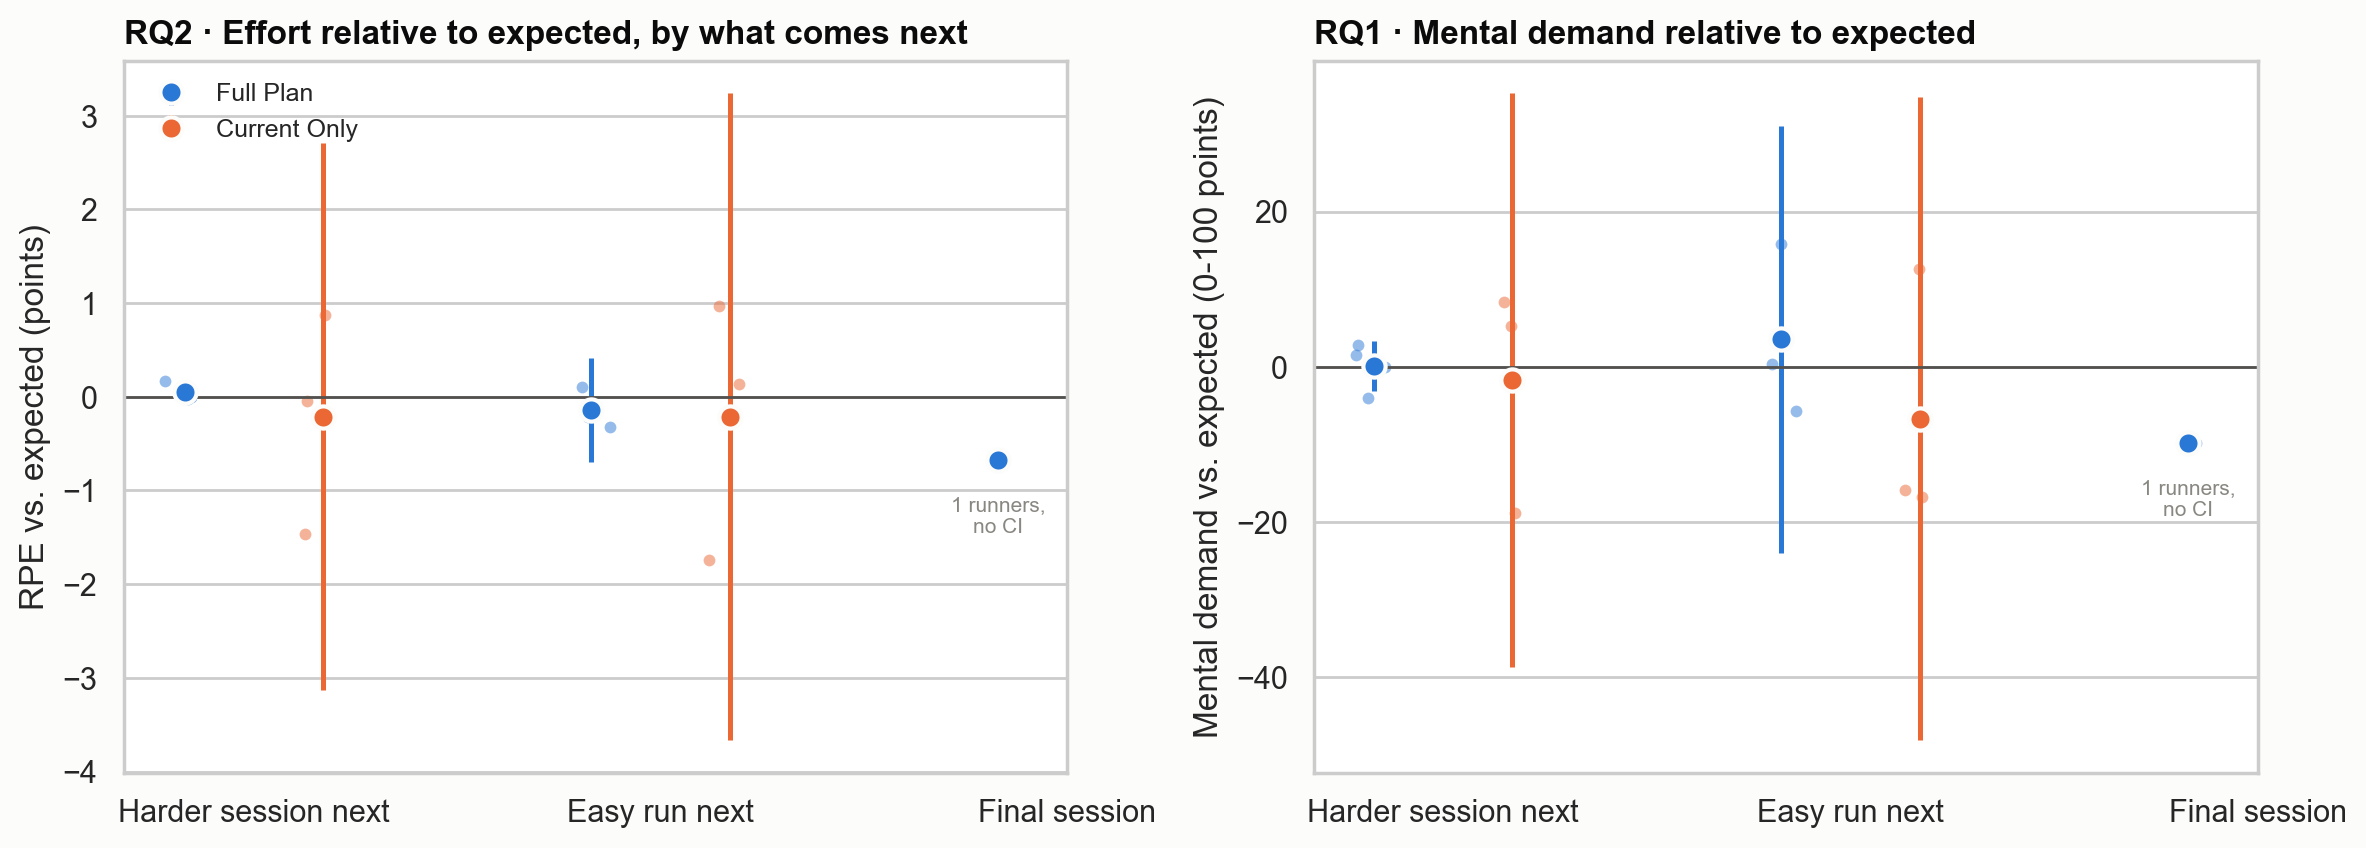 RQ2 · Effort relative to expected, by what comes next
Full Plan
Current Only
RPE vs. expected (points)
3
2
1
0
−1
−2
−3
−4
1 runners,
no CI
Harder session next
Easy run next
Final session
RQ1 · Mental demand relative to expected
Mental demand vs. expected (0-100 points)
20
0
−20
−40
1 runners,
no CI
Harder session next
Easy run next
Final session